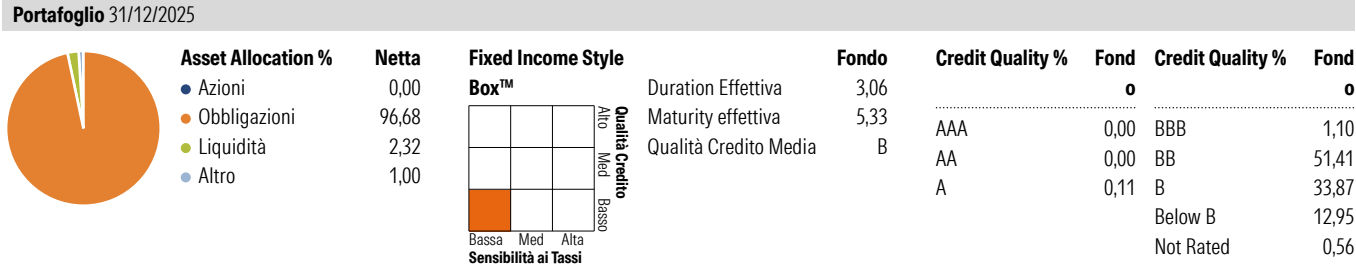 Portafoglio 31/12/2025
Asset Allocation % Netta
Azioni 0,00
Obbligazioni 96,68
Liquidità 2,32
Altro 1,00
Fixed Income Style
Box™
Alto Med Basso
Qualità Credito
Bassa Med Alta
Sensibilità ai Tassi
Fondo
Duration Effettiva 3,06
Maturity effettiva 5,33
Qualità Credito Media B
Credit Quality % Fond
o
AAA 0,00
AA 0,00
A 0,11
Credit Quality % Fond
o
BBB 1,10
BB 51,41
B 33,87
Below B 12,95
Not Rated 0,56